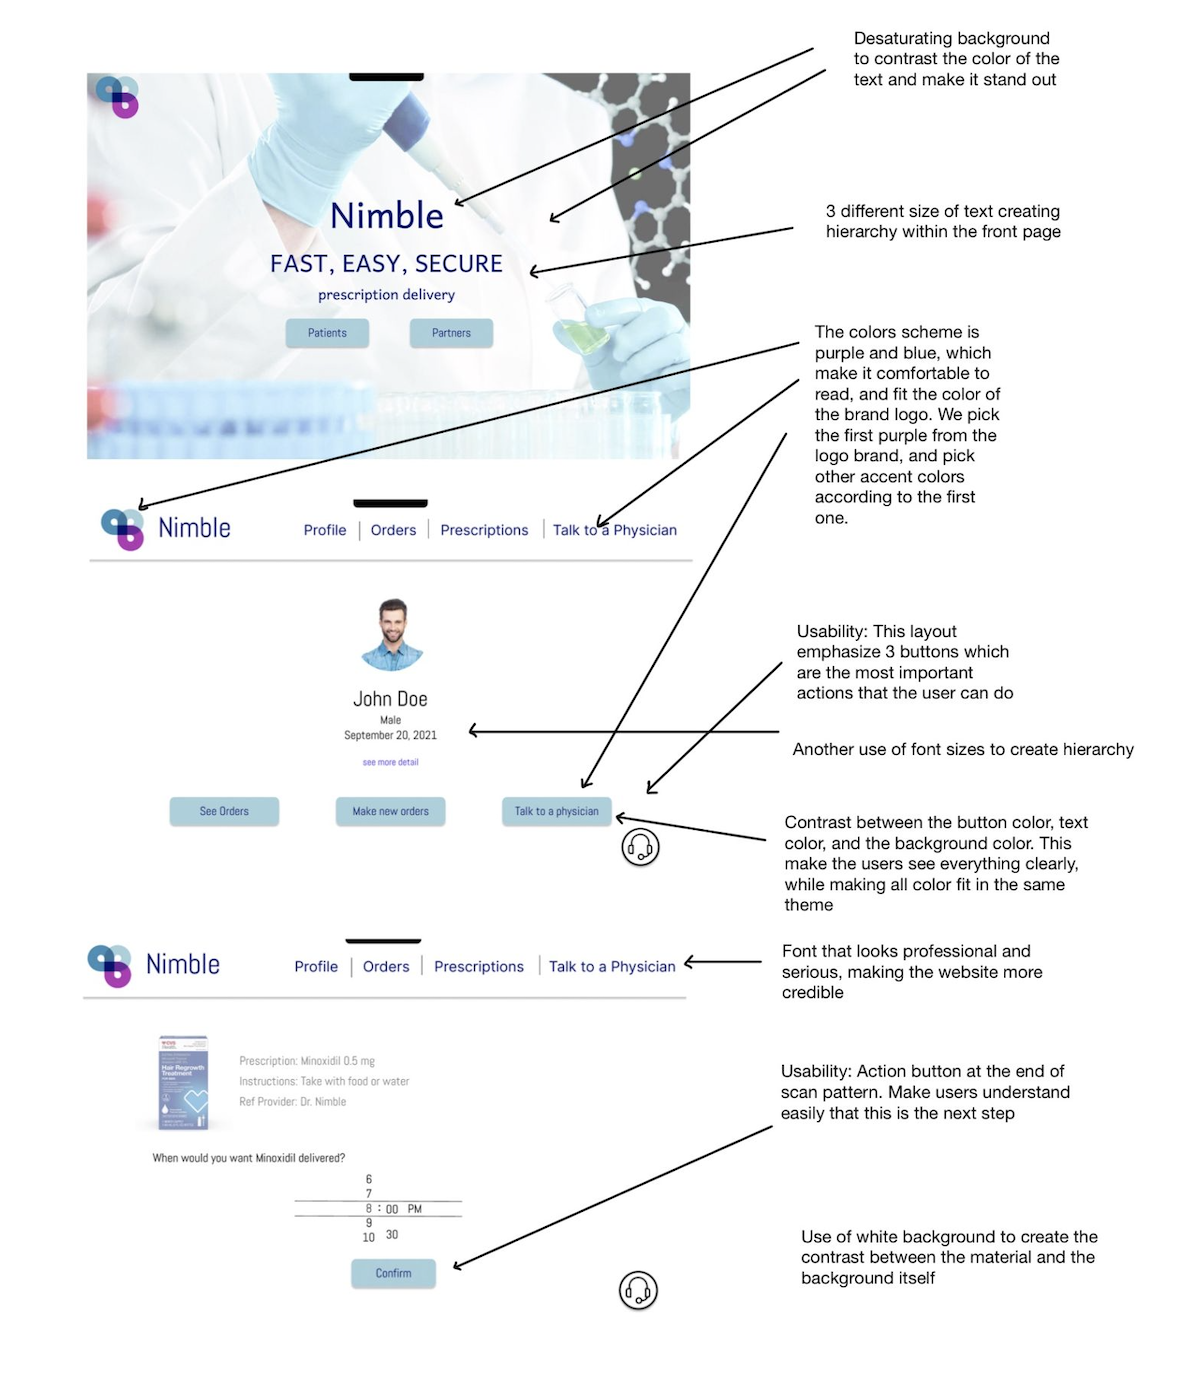 Desaturating background
to contrast the color of the
text and make it stand out
Nimble
FAST, EASY, SECURE
prescription delivery
Patients
Partners
3 different size of text creating
hierarchy within the front page
The colors scheme is
purple and blue, which
make it comfortable to
read, and fit the color of
the brand logo. We pick
the first purple from the
logo brand, and pick
other accent colors
according to the first
one.
Nimble
Profile | Orders | Prescriptions | Talk to a Physician
John Doe
Male
September 20, 2021
see more detail
See Orders
Make new orders
Talk to a physician
Usability: This layout
emphasize 3 buttons which
are the most important
actions that the user can do
Another use of font sizes to create hierarchy
Contrast between the button color, text
color, and the background color. This
make the users see everything clearly,
while making all color fit in the same
theme
Nimble
Profile | Orders | Prescriptions | Talk to a Physician
Font that looks professional and
serious, making the website more
credible
Hair Regrowth
Treatment
Prescription: Minoxidil 0.5 mg
Instructions: Take with food or water
Ref Provider: Dr. Nimble
When would you want Minoxidil delivered?
6
7
8 : 00 PM
9
10 30
Confirm
Usability: Action button at the end of
scan pattern. Make users understand
easily that this is the next step
Use of white background to create the
contrast between the material and the
background itself